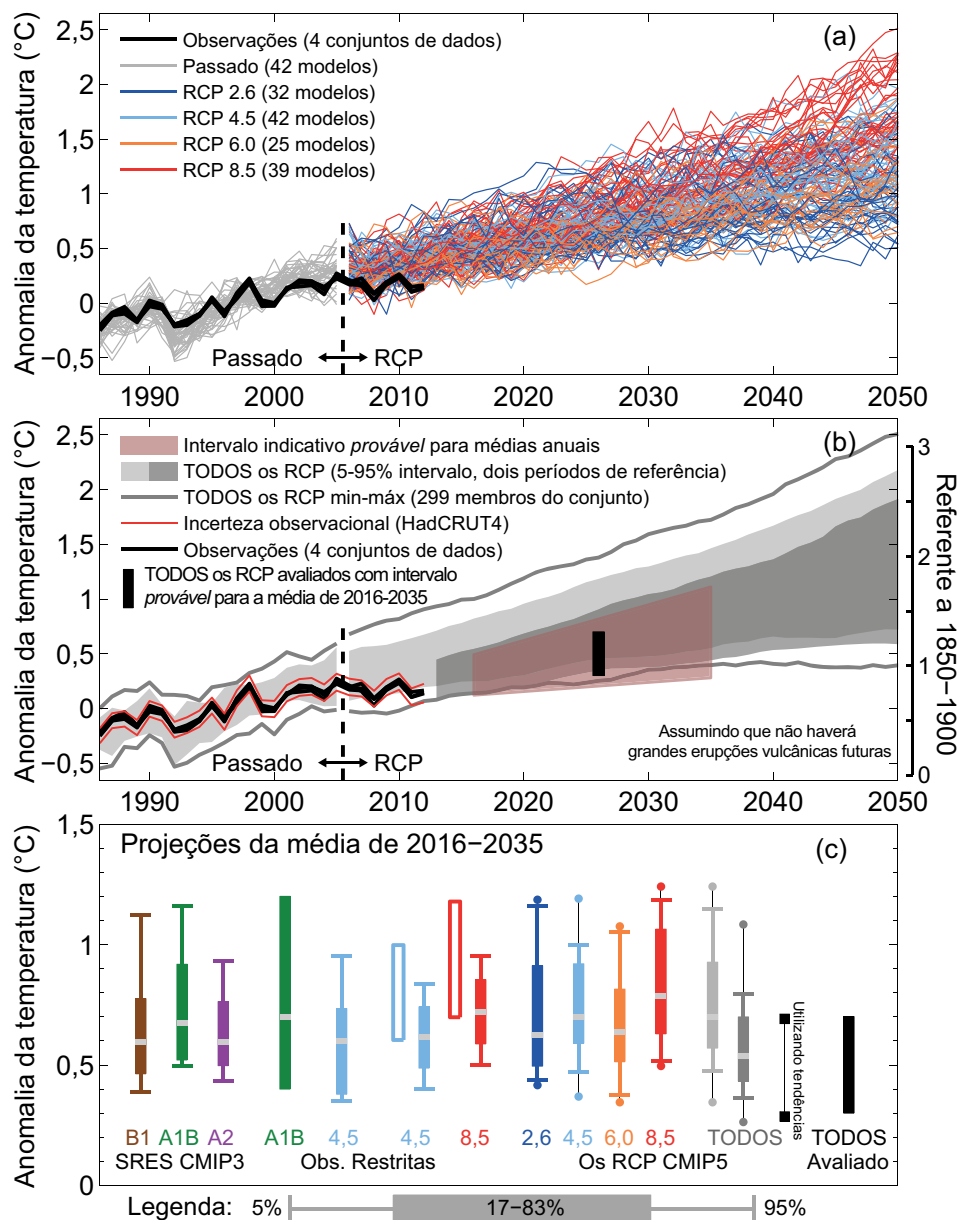 Anomalia da temperatura (°C)
2,5
2
1,5
1
0,5
0
−0,5
(a)
Observações (4 conjuntos de dados)
Passado (42 modelos)
RCP 2.6 (32 modelos)
RCP 4.5 (42 modelos)
RCP 6.0 (25 modelos)
RCP 8.5 (39 modelos)
Passado
RCP
1990
2000
2010
2020
2030
2040
2050
Anomalia da temperatura (°C)
2,5
2
1,5
1
0,5
0
−0,5
(b)
Intervalo indicativo provável para médias anuais
TODOS os RCP (5-95% intervalo, dois períodos de referência)
TODOS os RCP min-máx (299 membros do conjunto)
Incerteza observacional (HadCRUT4)
Observações (4 conjuntos de dados)
TODOS os RCP avaliados com intervalo
provável para a média de 2016-2035
Passado
RCP
Assumindo que não haverá
grandes erupções vulcânicas futuras
3
2
1
0
Referente a 1850−1900
1990
2000
2010
2020
2030
2040
2050
Anomalia da temperatura (°C)
1,5
1
0,5
0
Projeções da média de 2016−2035
(c)
Utilizando tendências
B1
A1B
A2
A1B
4,5
4,5
8,5
2,6
4,5
6,0
8,5
TODOS
TODOS
SRES CMIP3
Obs. Restritas
Os RCP CMIP5
Avaliado
Legenda:
5%
17−83%
95%